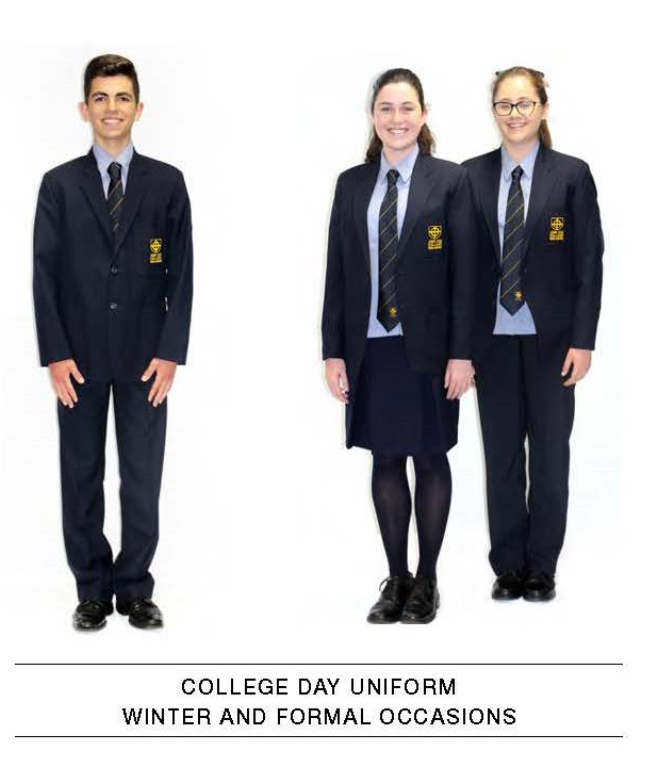 COLLEGE DAY UNIFORM
WINTER AND FORMAL OCCASIONS